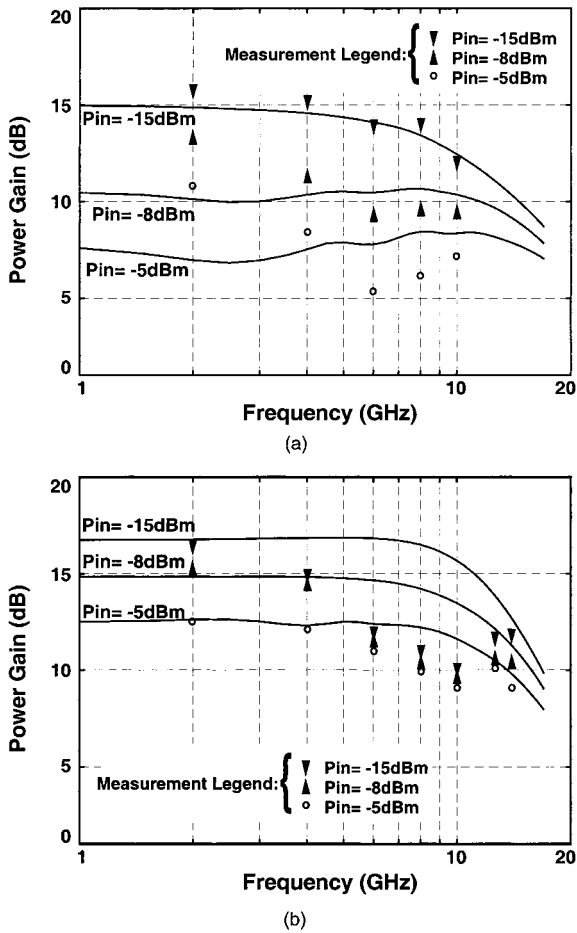 20
Measurement Legend:
Pin= -15dBm
Pin= -8dBm
Pin= -5dBm
15
Pin= -15dBm
10
Pin= -8dBm
Pin= -5dBm
5
0
Power Gain (dB)
1 10
Frequency (GHz)
(a)
20
Pin= -15dBm
Pin= -8dBm
15
Pin= -5dBm
10
5
Measurement Legend:
Pin= -15dBm
Pin= -8dBm
Pin= -5dBm
0
Power Gain (dB)
1 10
Frequency (GHz)
(b)